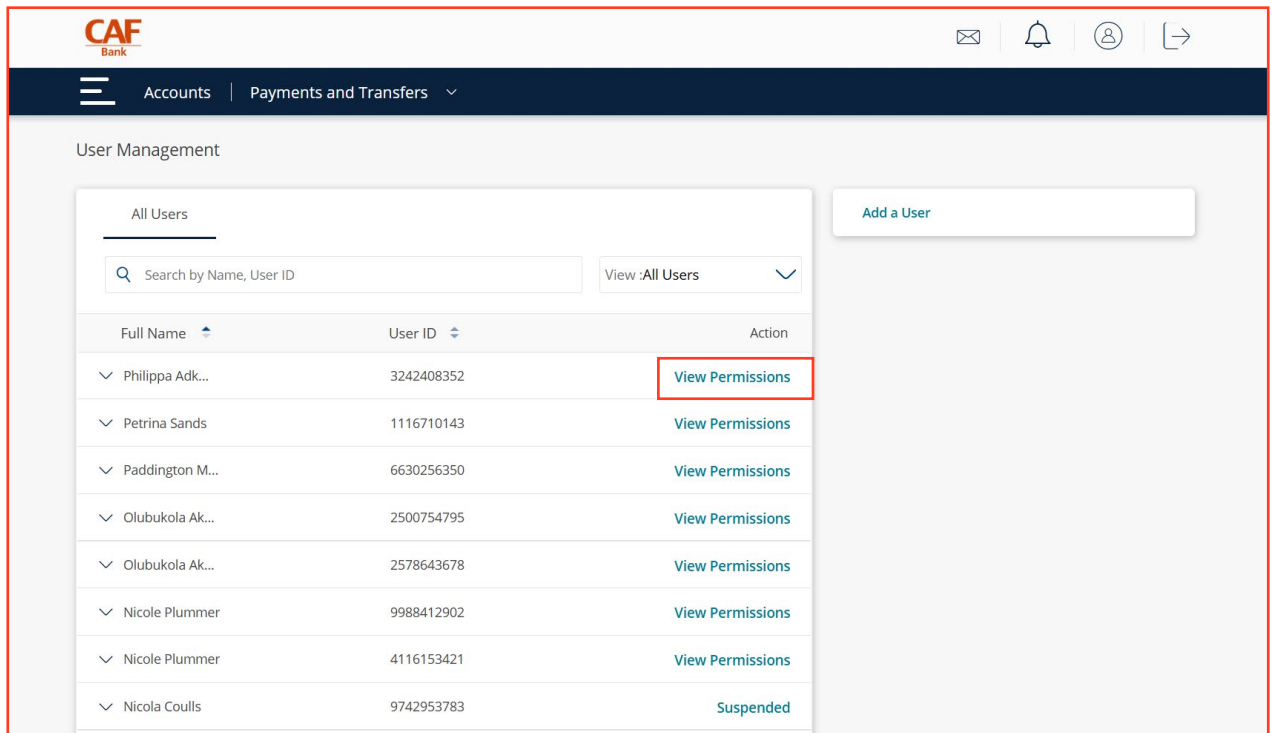 CAF
Bank
Accounts | Payments and Transfers
User Management
All Users
Add a User
Search by Name, User ID
View :All Users
Full Name User ID Action
Philippa Adk... 3242408352 View Permissions
Petrina Sands 1116710143 View Permissions
Paddington M... 6630256350 View Permissions
Olubukola Ak... 2500754795 View Permissions
Olubukola Ak... 2578643678 View Permissions
Nicole Plummer 9988412902 View Permissions
Nicole Plummer 4116153421 View Permissions
Nicola Coulls 9742953783 Suspended